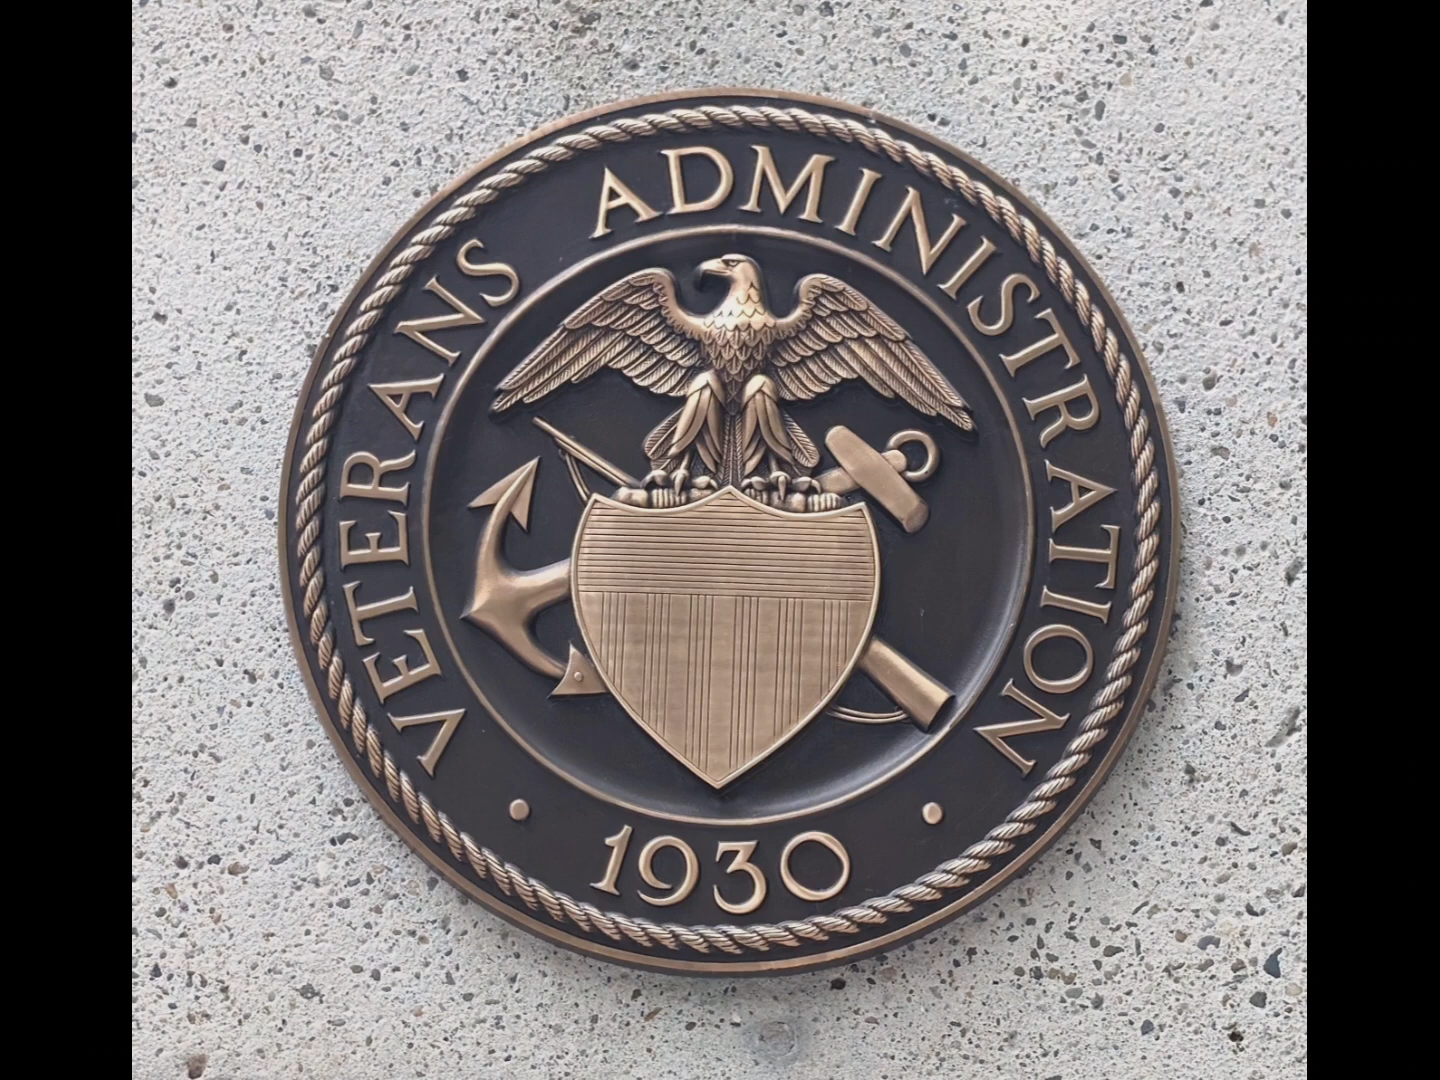 VETERANS ADMINISTRATION
• 1930 •